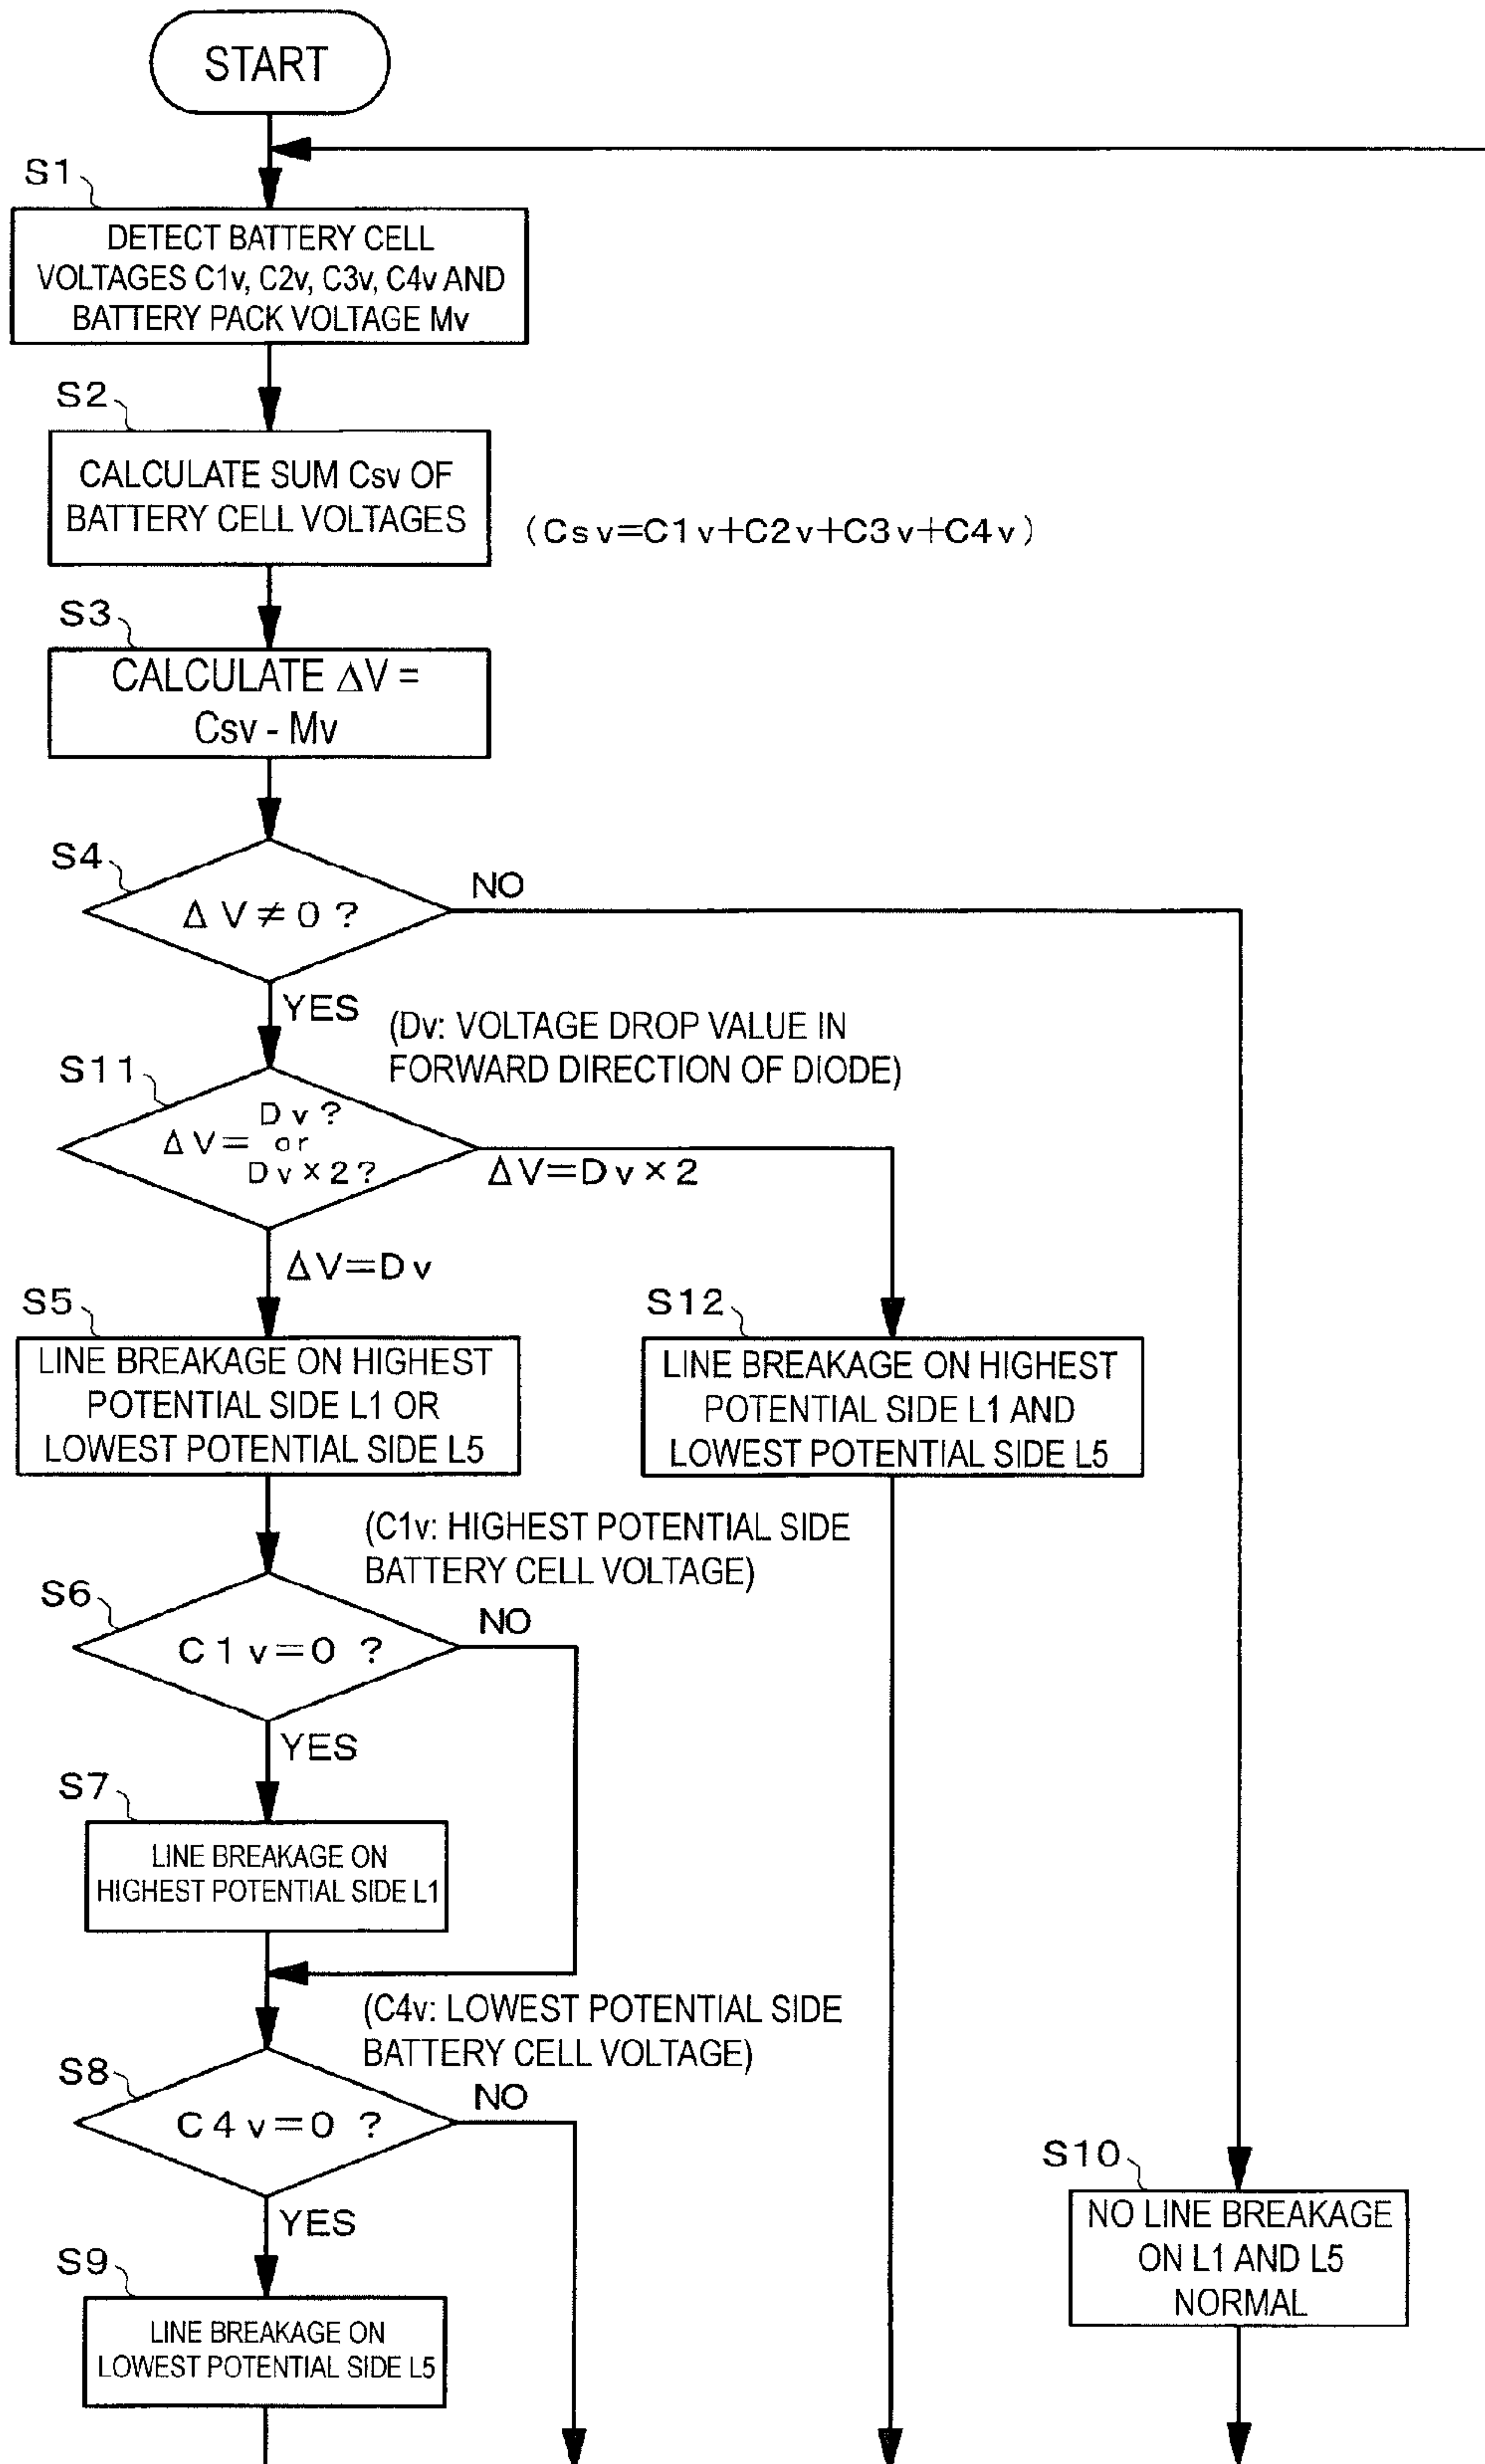 START
S1
DETECT BATTERY CELL
VOLTAGES C1v, C2v, C3v, C4v AND
BATTERY PACK VOLTAGE Mv
S2
CALCULATE SUM Csv OF
BATTERY CELL VOLTAGES
(Csv=C1v+C2v+C3v+C4v)
S3
CALCULATE ΔV =
Csv - Mv
S4
ΔV≠0 ?
NO
YES
(Dv: VOLTAGE DROP VALUE IN
FORWARD DIRECTION OF DIODE)
S11
Dv?
ΔV= or
Dv×2?
ΔV=Dv×2
ΔV=Dv
S5
LINE BREAKAGE ON HIGHEST
POTENTIAL SIDE L1 OR
LOWEST POTENTIAL SIDE L5
S12
LINE BREAKAGE ON HIGHEST
POTENTIAL SIDE L1 AND
LOWEST POTENTIAL SIDE L5
(C1v: HIGHEST POTENTIAL SIDE
BATTERY CELL VOLTAGE)
S6
C1v=0 ?
NO
YES
S7
LINE BREAKAGE ON
HIGHEST POTENTIAL SIDE L1
(C4v: LOWEST POTENTIAL SIDE
BATTERY CELL VOLTAGE)
S8
C4v=0 ?
NO
YES
S9
LINE BREAKAGE ON
LOWEST POTENTIAL SIDE L5
S10
NO LINE BREAKAGE
ON L1 AND L5
NORMAL